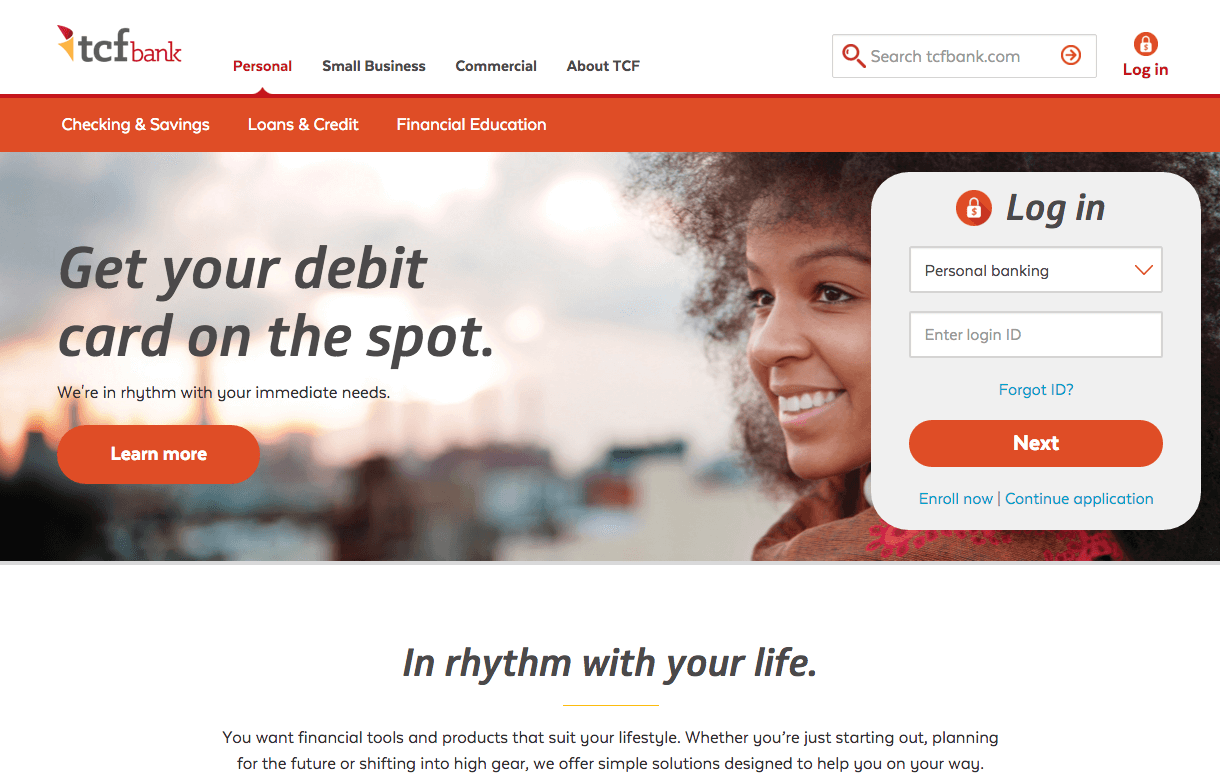 tcf bank
Personal
Small Business
Commercial
About TCF
Search tcfbank.com
Log in
Checking & Savings
Loans & Credit
Financial Education
Get your debit
card on the spot.
We're in rhythm with your immediate needs.
Learn more
Log in
Personal banking
Enter login ID
Forgot ID?
Next
Enroll now | Continue application
In rhythm with your life.
You want financial tools and products that suit your lifestyle. Whether you're just starting out, planning
for the future or shifting into high gear, we offer simple solutions designed to help you on your way.